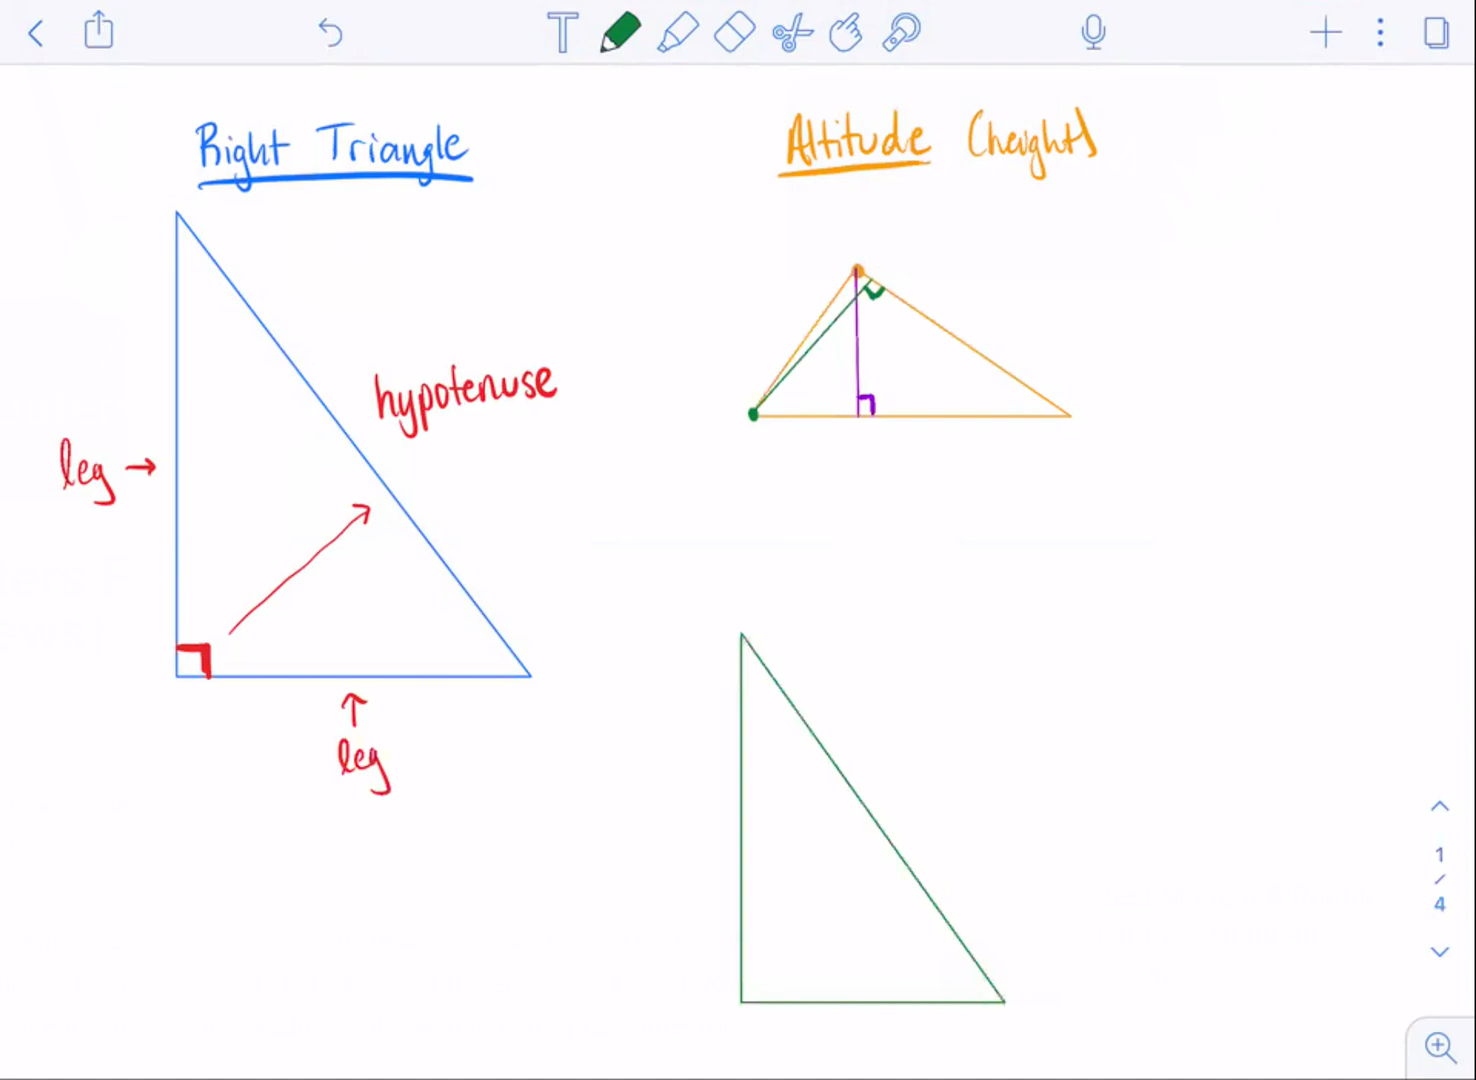 Right Triangle
Altitude (height)
hypotenuse
leg →
↑
leg
1
/
4